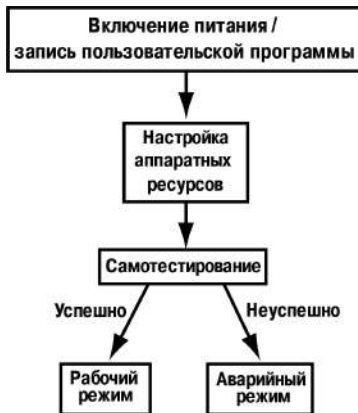 Включение питания /
запись пользовательской программы
Настройка
аппаратных
ресурсов
Самотестирование
Успешно
Неуспешно
Рабочий
режим
Аварийный
режим